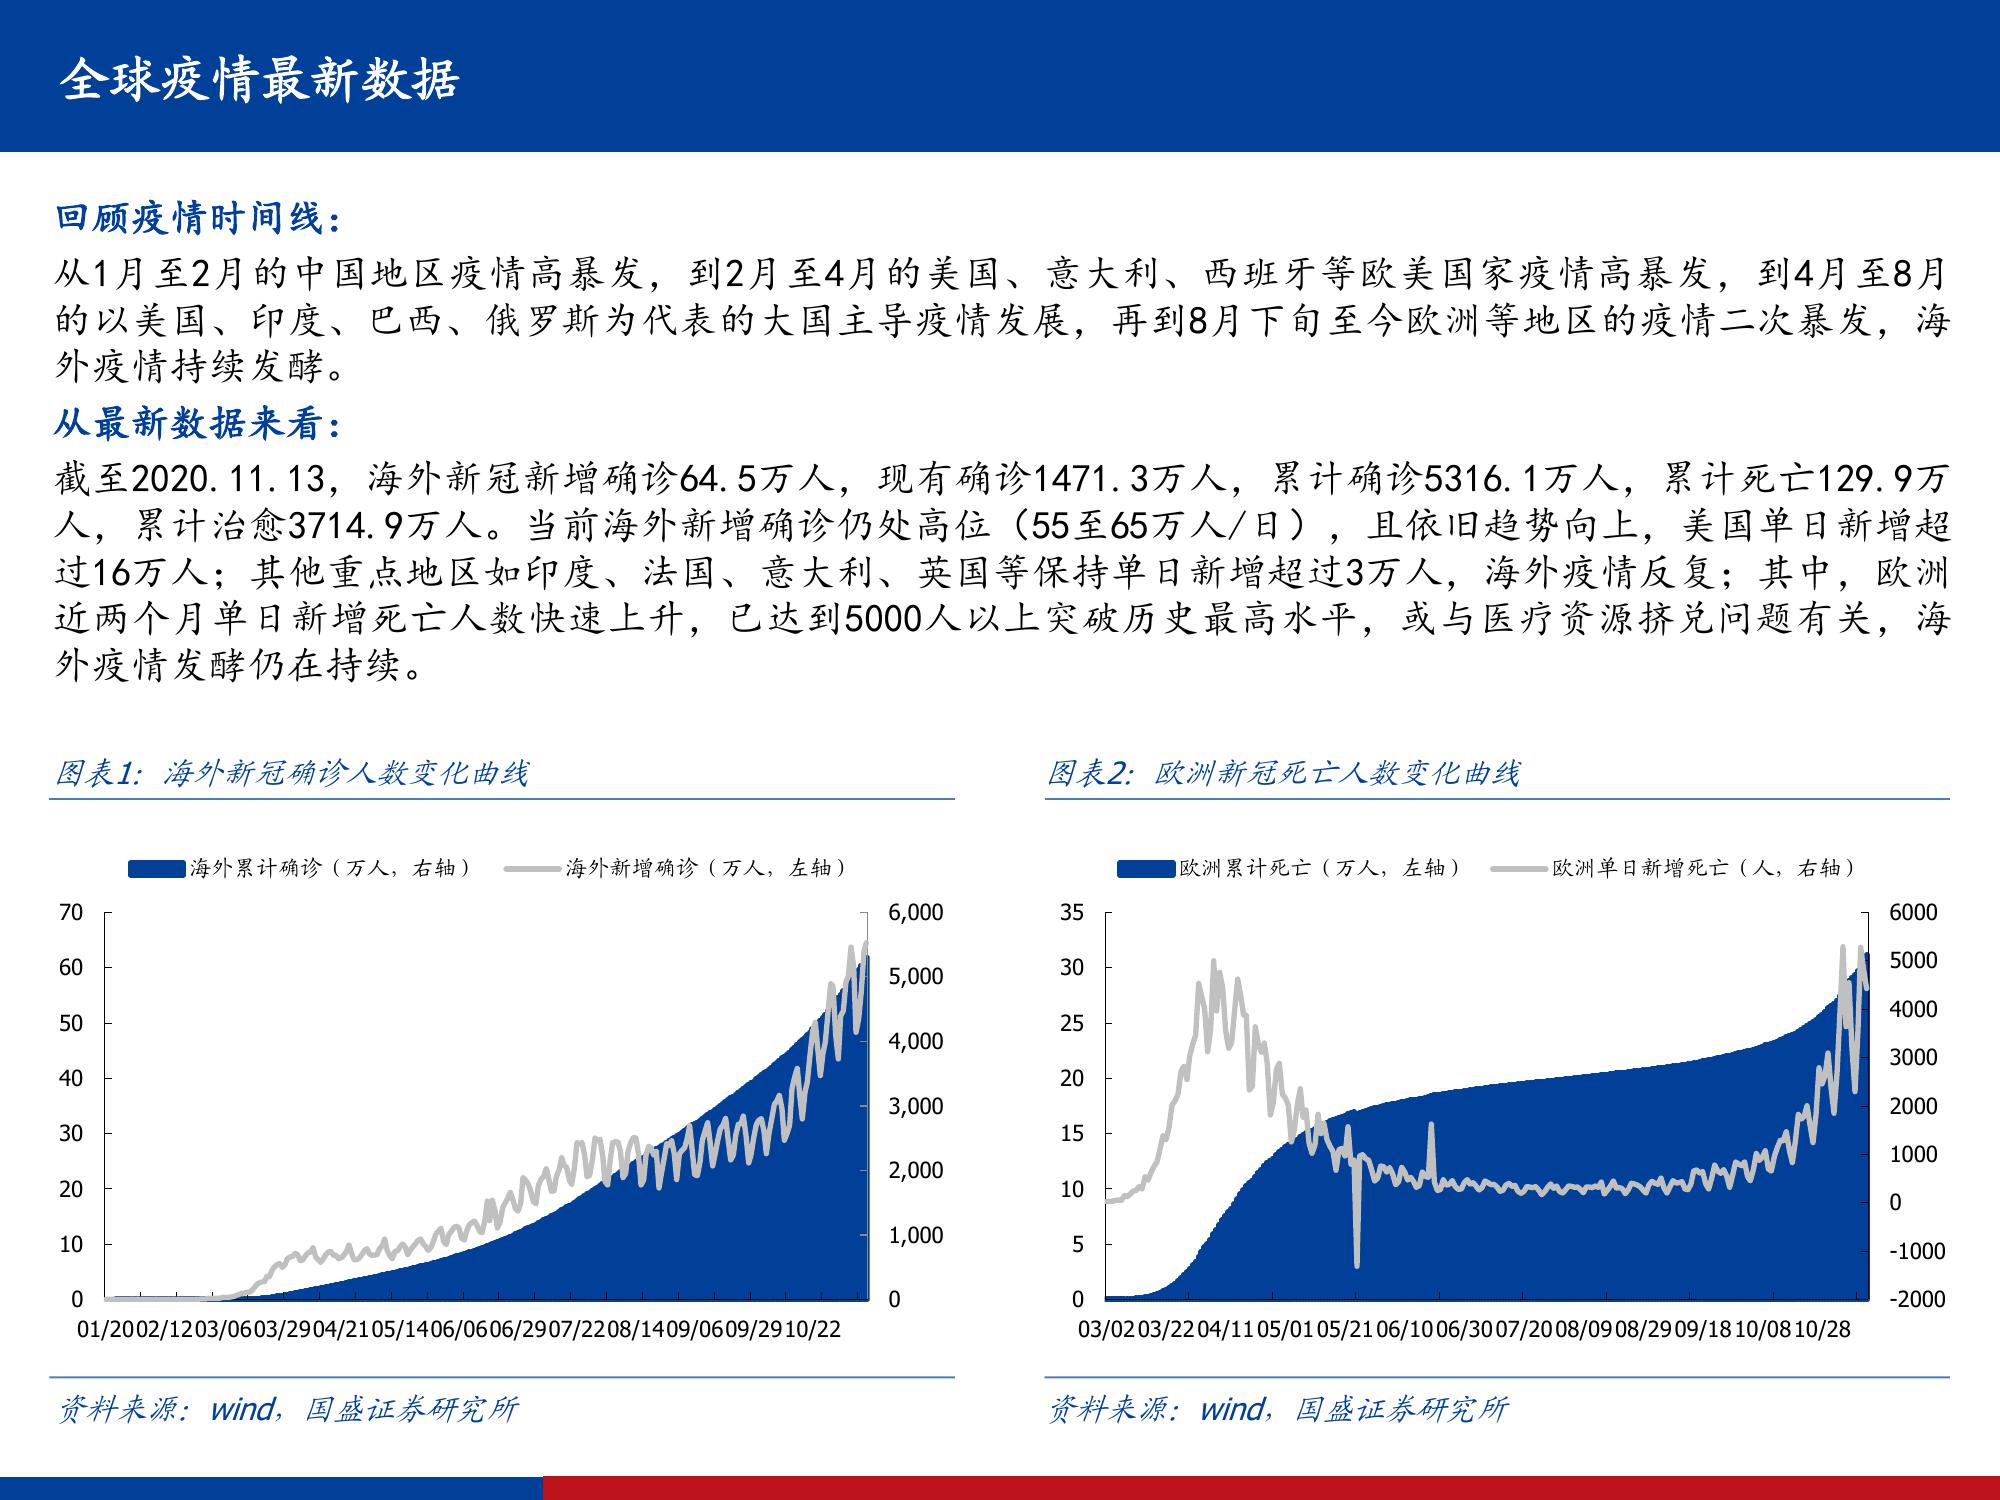 全球疫情最新数据
回顾疫情时间线：
从1月至2月的中国地区疫情高暴发，到2月至4月的美国、意大利、西班牙等欧美国家疫情高暴发，到4月至8月
的以美国、印度、巴西、俄罗斯为代表的大国主导疫情发展，再到8月下旬至今欧洲等地区的疫情二次暴发，海
外疫情持续发酵。
从最新数据来看：
截至2020.11.13，海外新冠新增确诊64.5万人，现有确诊1471.3万人，累计确诊5316.1万人，累计死亡129.9万
人，累计治愈3714.9万人。当前海外新增确诊仍处高位（55至65万人/日），且依旧趋势向上，美国单日新增超
过16万人；其他重点地区如印度、法国、意大利、英国等保持单日新增超过3万人，海外疫情反复；其中，欧洲
近两个月单日新增死亡人数快速上升，已达到5000人以上突破历史最高水平，或与医疗资源挤兑问题有关，海
外疫情发酵仍在持续。
图表1：海外新冠确诊人数变化曲线
海外累计确诊（万人，右轴） 海外新增确诊（万人，左轴）
70
60
50
40
30
20
10
0
6,000
5,000
4,000
3,000
2,000
1,000
0
01/20 02/12 03/06 03/29 04/21 05/14 06/06 06/29 07/22 08/14 09/06 09/29 10/22
资料来源：wind，国盛证券研究所
图表2：欧洲新冠死亡人数变化曲线
欧洲累计死亡（万人，左轴） 欧洲单日新增死亡（人，右轴）
35
30
25
20
15
10
5
0
6000
5000
4000
3000
2000
1000
0
-1000
-2000
03/02 03/22 04/11 05/01 05/21 06/10 06/30 07/20 08/09 08/29 09/18 10/08 10/28
资料来源：wind，国盛证券研究所